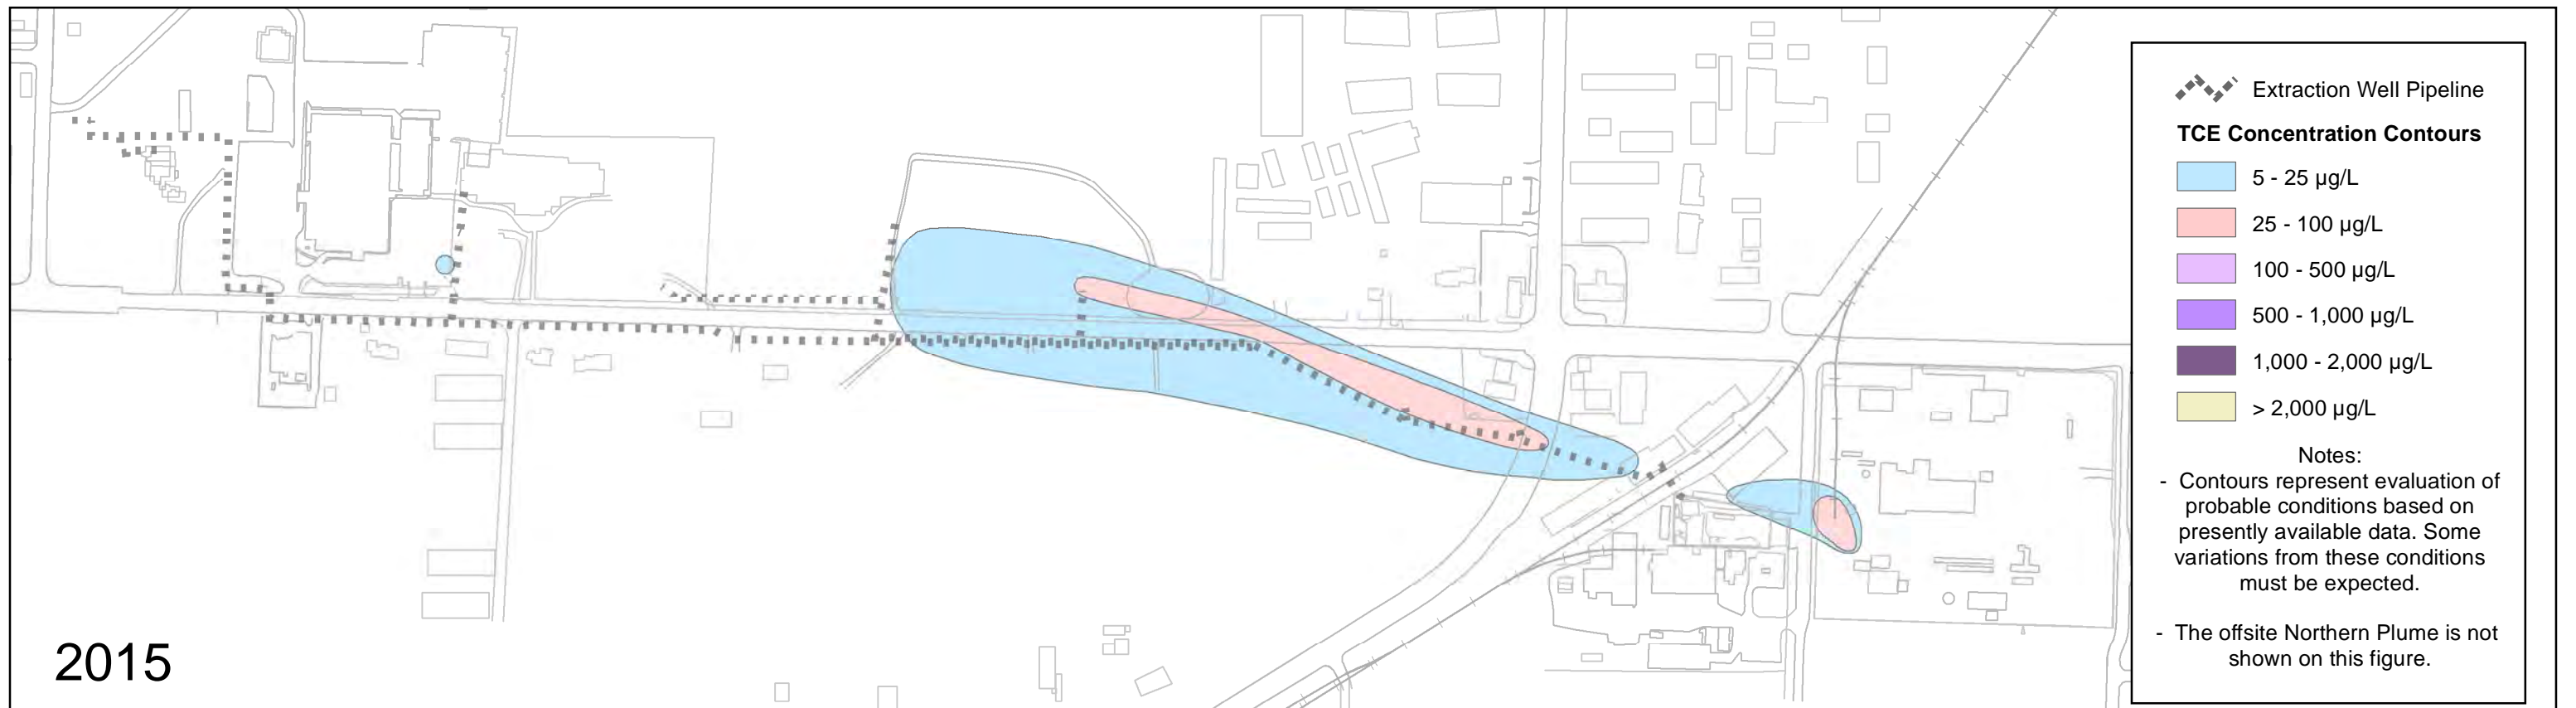 Extraction Well Pipeline
TCE Concentration Contours
5 - 25 µg/L
25 - 100 µg/L
100 - 500 µg/L
500 - 1,000 µg/L
1,000 - 2,000 µg/L
> 2,000 µg/L
Notes:
- Contours represent evaluation of
probable conditions based on
presently available data. Some
variations from these conditions
must be expected.
- The offsite Northern Plume is not
shown on this figure.
2015